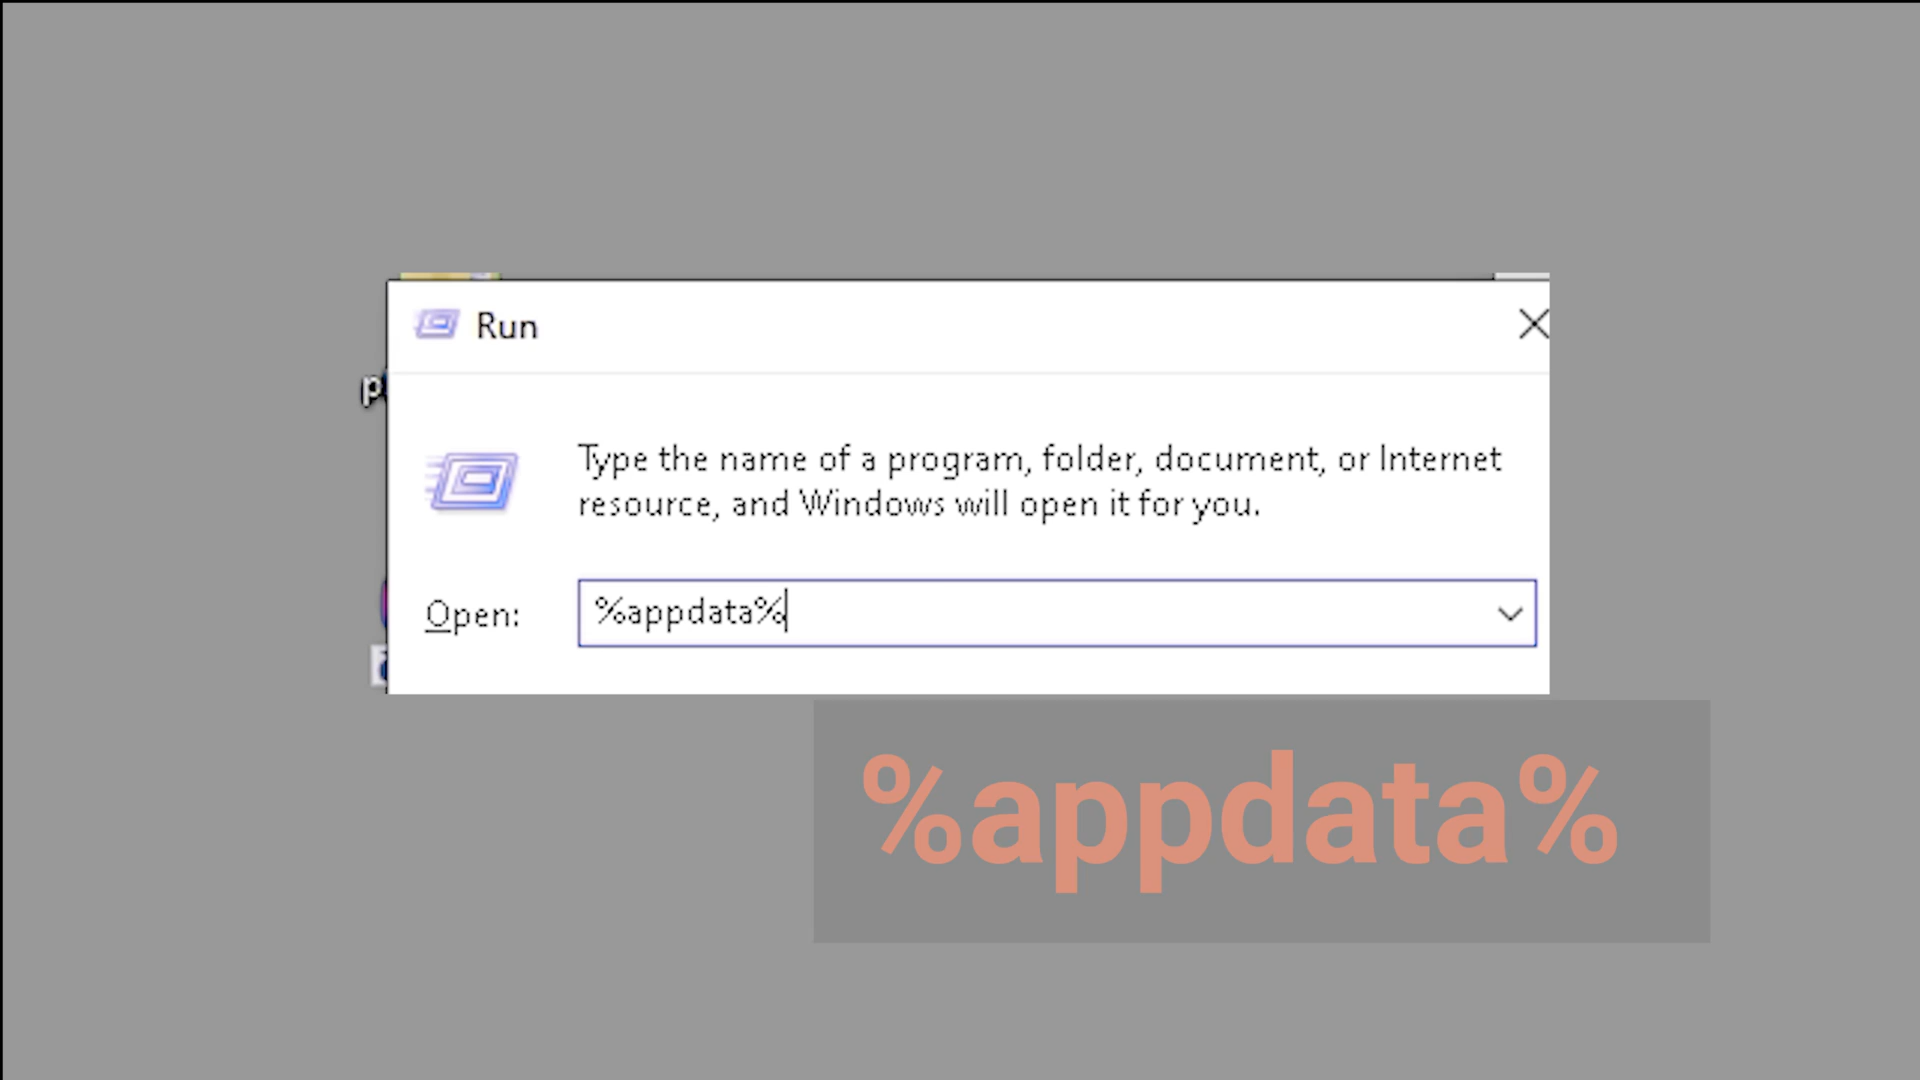 Run
Type the name of a program, folder, document, or Internet
resource, and Windows will open it for you.
Open:
%appdata%
%appdata%